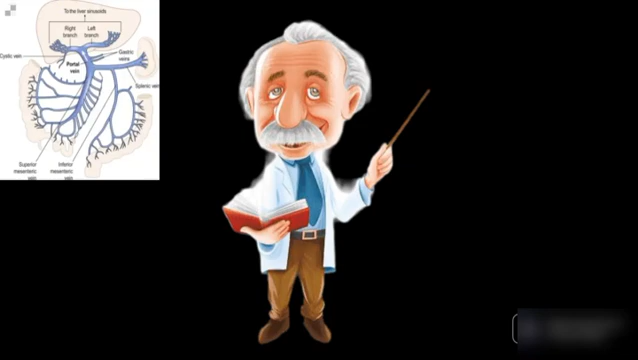 To the liver sinusoids
Right branch
Left branch
Cystic vein
Gastric veins
Portal vein
Splenic vein
Superior mesenteric vein
Inferior mesenteric vein